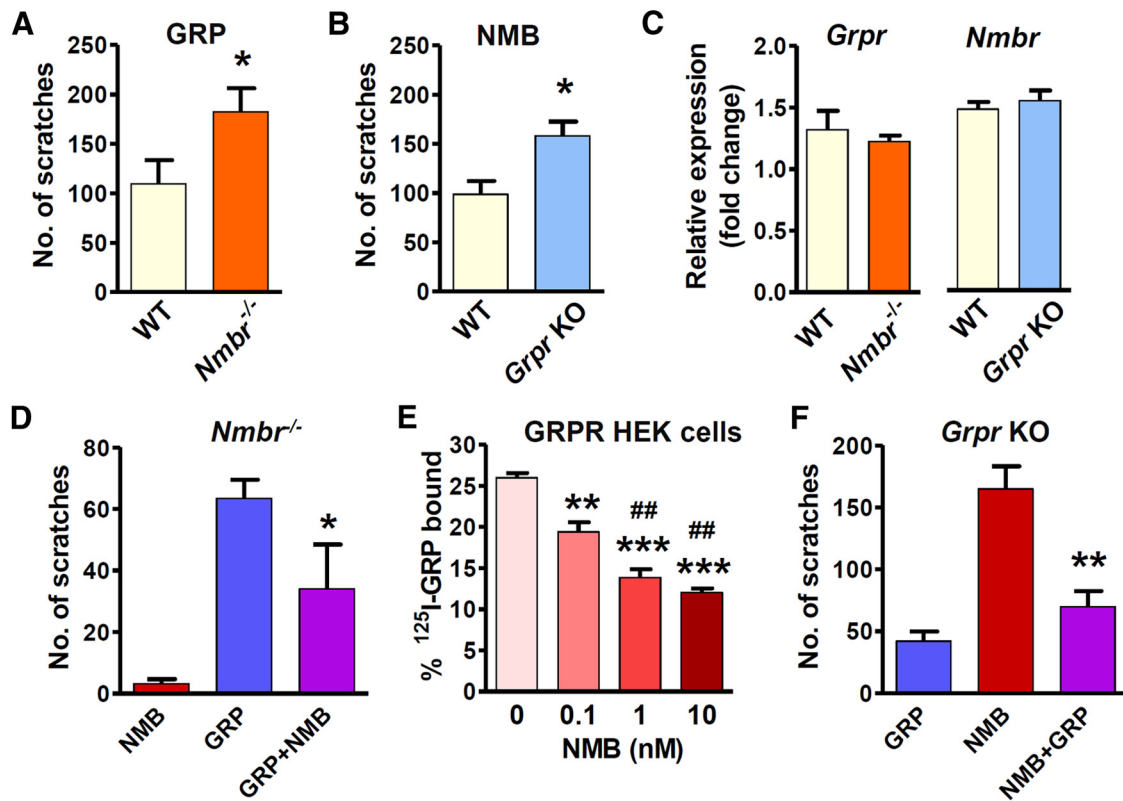 A
GRP
No. of scratches
250
200
150
100
50
0
*
WT
Nmbr-/-
B
NMB
No. of scratches
250
200
150
100
50
0
*
WT
Grpr KO
C
Grpr
Nmbr
Relative expression
(fold change)
2.0
1.5
1.0
0.5
0.0
WT
Nmbr-/-
WT
Grpr KO
D
Nmbr-/-
No. of scratches
80
60
40
20
0
*
NMB
GRP
GRP+NMB
E
GRPR HEK cells
% 125I-GRP bound
30
25
20
15
10
5
0
**
##
***
##
***
0 0.1 1 10
NMB (nM)
F
Grpr KO
No. of scratches
200
150
100
50
0
**
GRP
NMB
NMB+GRP